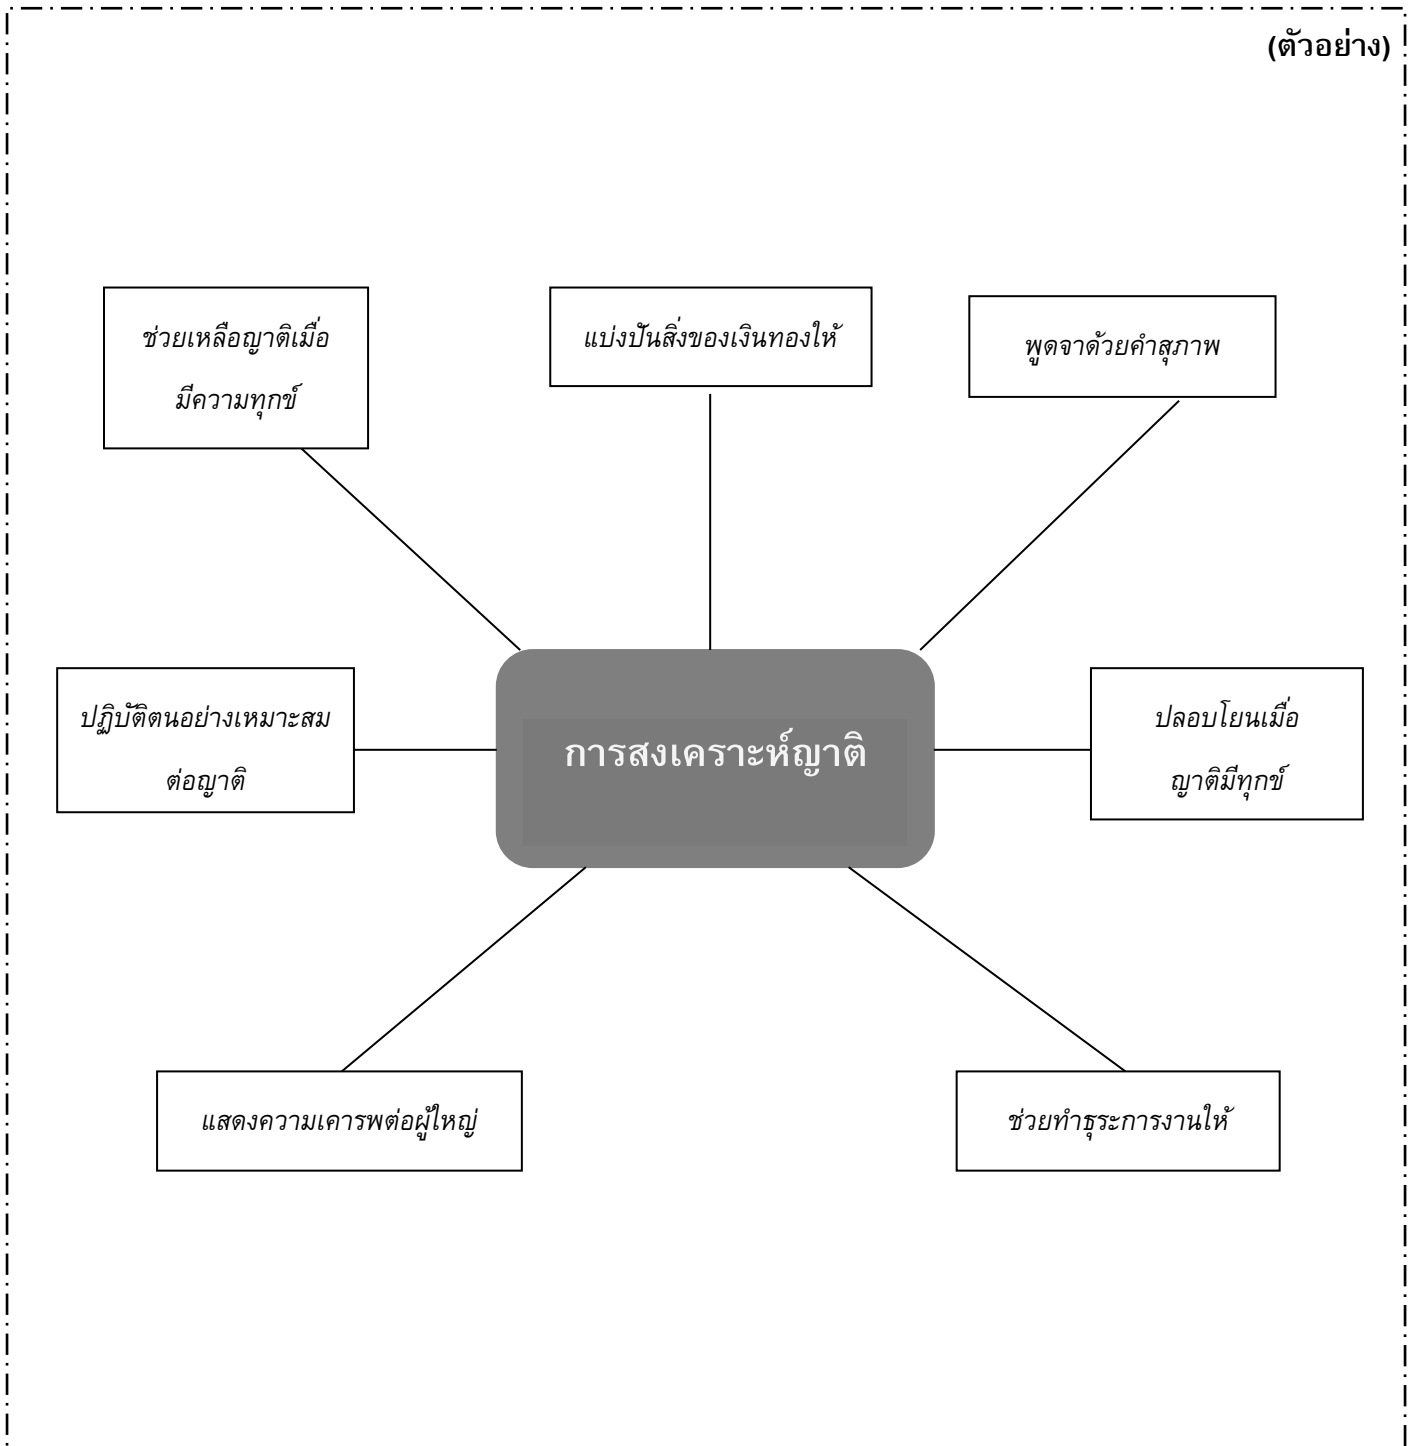 (ตัวอย่าง)
ช่วยเหลือญาติเมื่อ
มีความทุกข์
แบ่งปันสิ่งของเงินทองให้
พูดจาด้วยคำสุภาพ
ปฏิบัติตนอย่างเหมาะสม
ต่อญาติ
การสงเคราะห์ญาติ
ปลอบโยนเมื่อ
ญาติมีทุกข์
แสดงความเคารพต่อผู้ใหญ่
ช่วยทำธุระการงานให้